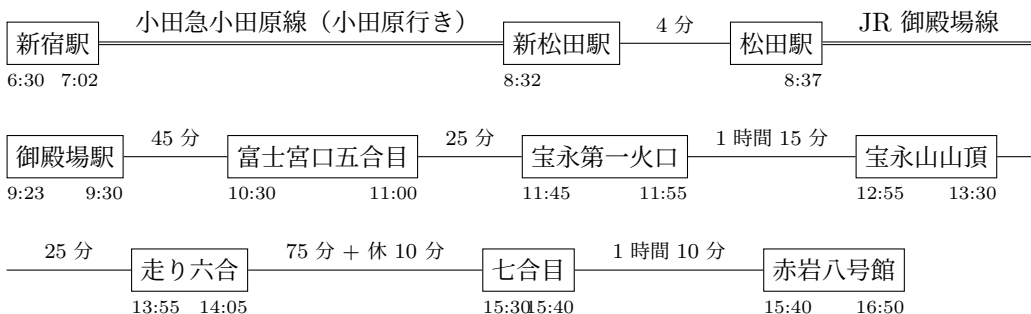 小田急小田原線（小田原行き） 4 分 JR 御殿場線
新宿駅 新松田駅 松田駅
6:30 7:02 8:32 8:37
45 分 25 分 1 時間 15 分
御殿場駅 富士宮口五合目 宝永第一火口 宝永山山頂
9:23 9:30 10:30 11:00 11:45 11:55 12:55 13:30
25 分 75 分 + 休 10 分 1 時間 10 分
走り六合 七合目 赤岩八号館
13:55 14:05 15:30 15:40 15:40 16:50